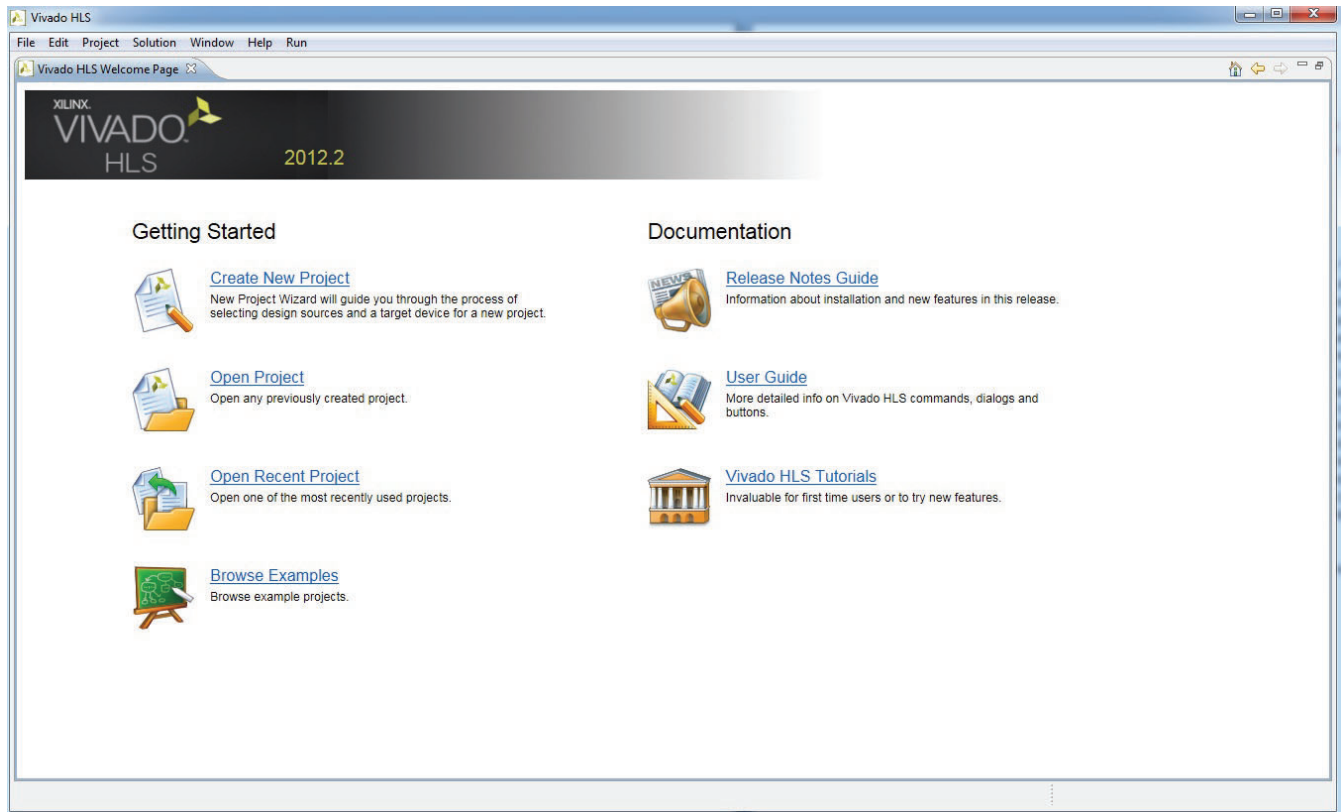 Vivado HLS
File Edit Project Solution Window Help Run
Vivado HLS Welcome Page
XILINX
VIVADO
HLS
2012.2
Getting Started
Create New Project
New Project Wizard will guide you through the process of
selecting design sources and a target device for a new project.
Open Project
Open any previously created project.
Open Recent Project
Open one of the most recently used projects.
Browse Examples
Browse example projects.
Documentation
NEWS
Release Notes Guide
Information about installation and new features in this release.
User Guide
More detailed info on Vivado HLS commands, dialogs and
buttons.
Vivado HLS Tutorials
Invaluable for first time users or to try new features.